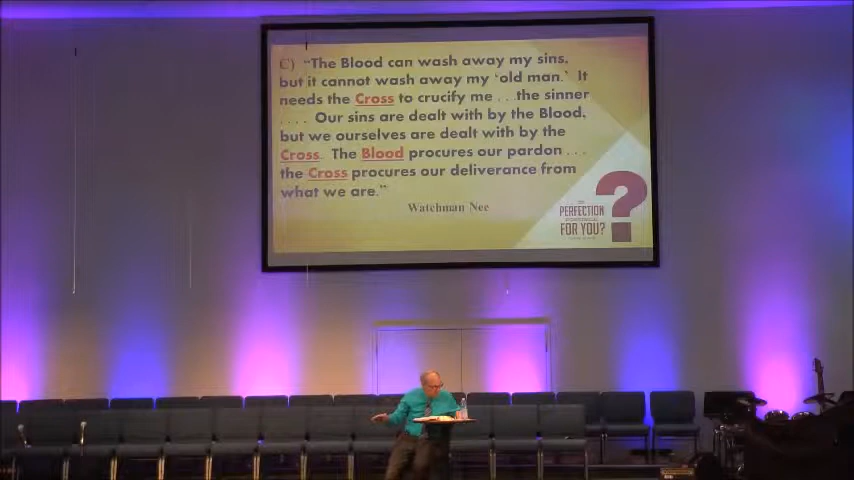 C) "The Blood can wash away my sins,
but it cannot wash away my 'old man.' It
needs the Cross to crucify me . . . the sinner
. . . . Our sins are dealt with by the Blood,
but we ourselves are dealt with by the
Cross. The Blood procures our pardon . . .
the Cross procures our deliverance from
what we are."
Watchman Nee
PERFECTION
FOR YOU?
?